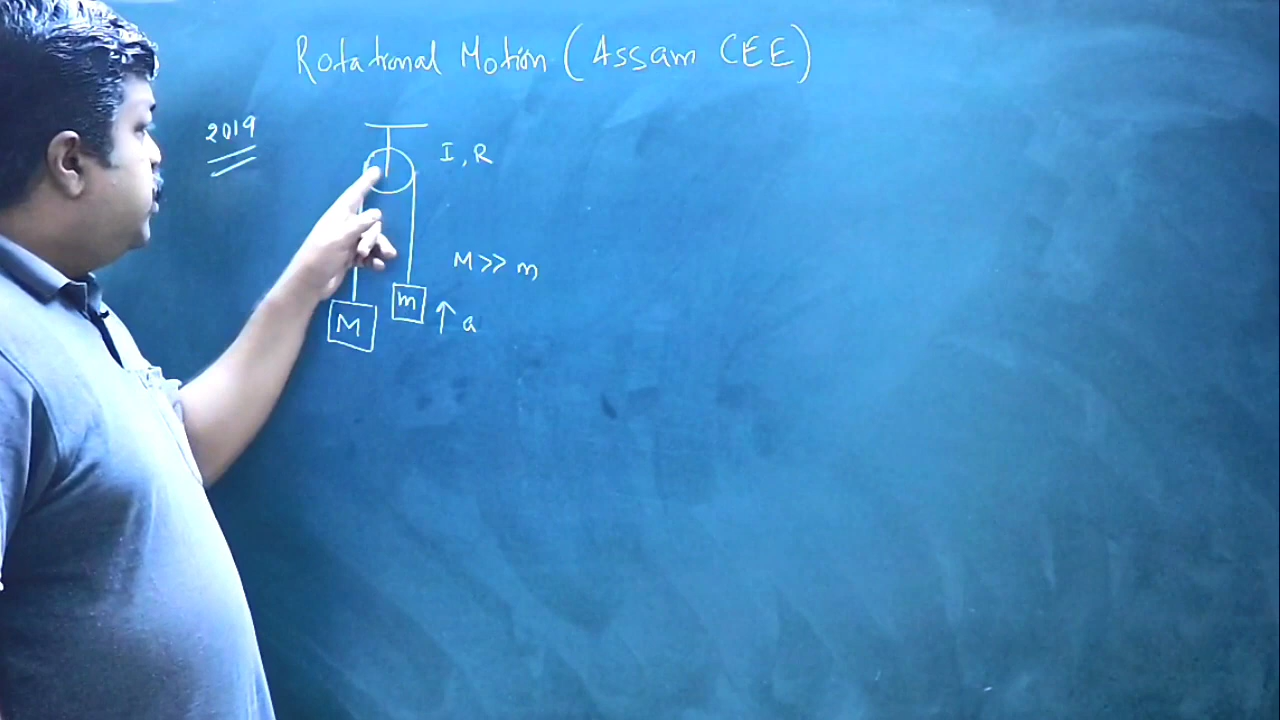 Rotational Motion (Assam CEE)
2019
I, R
M >> m
M
m
↑ a